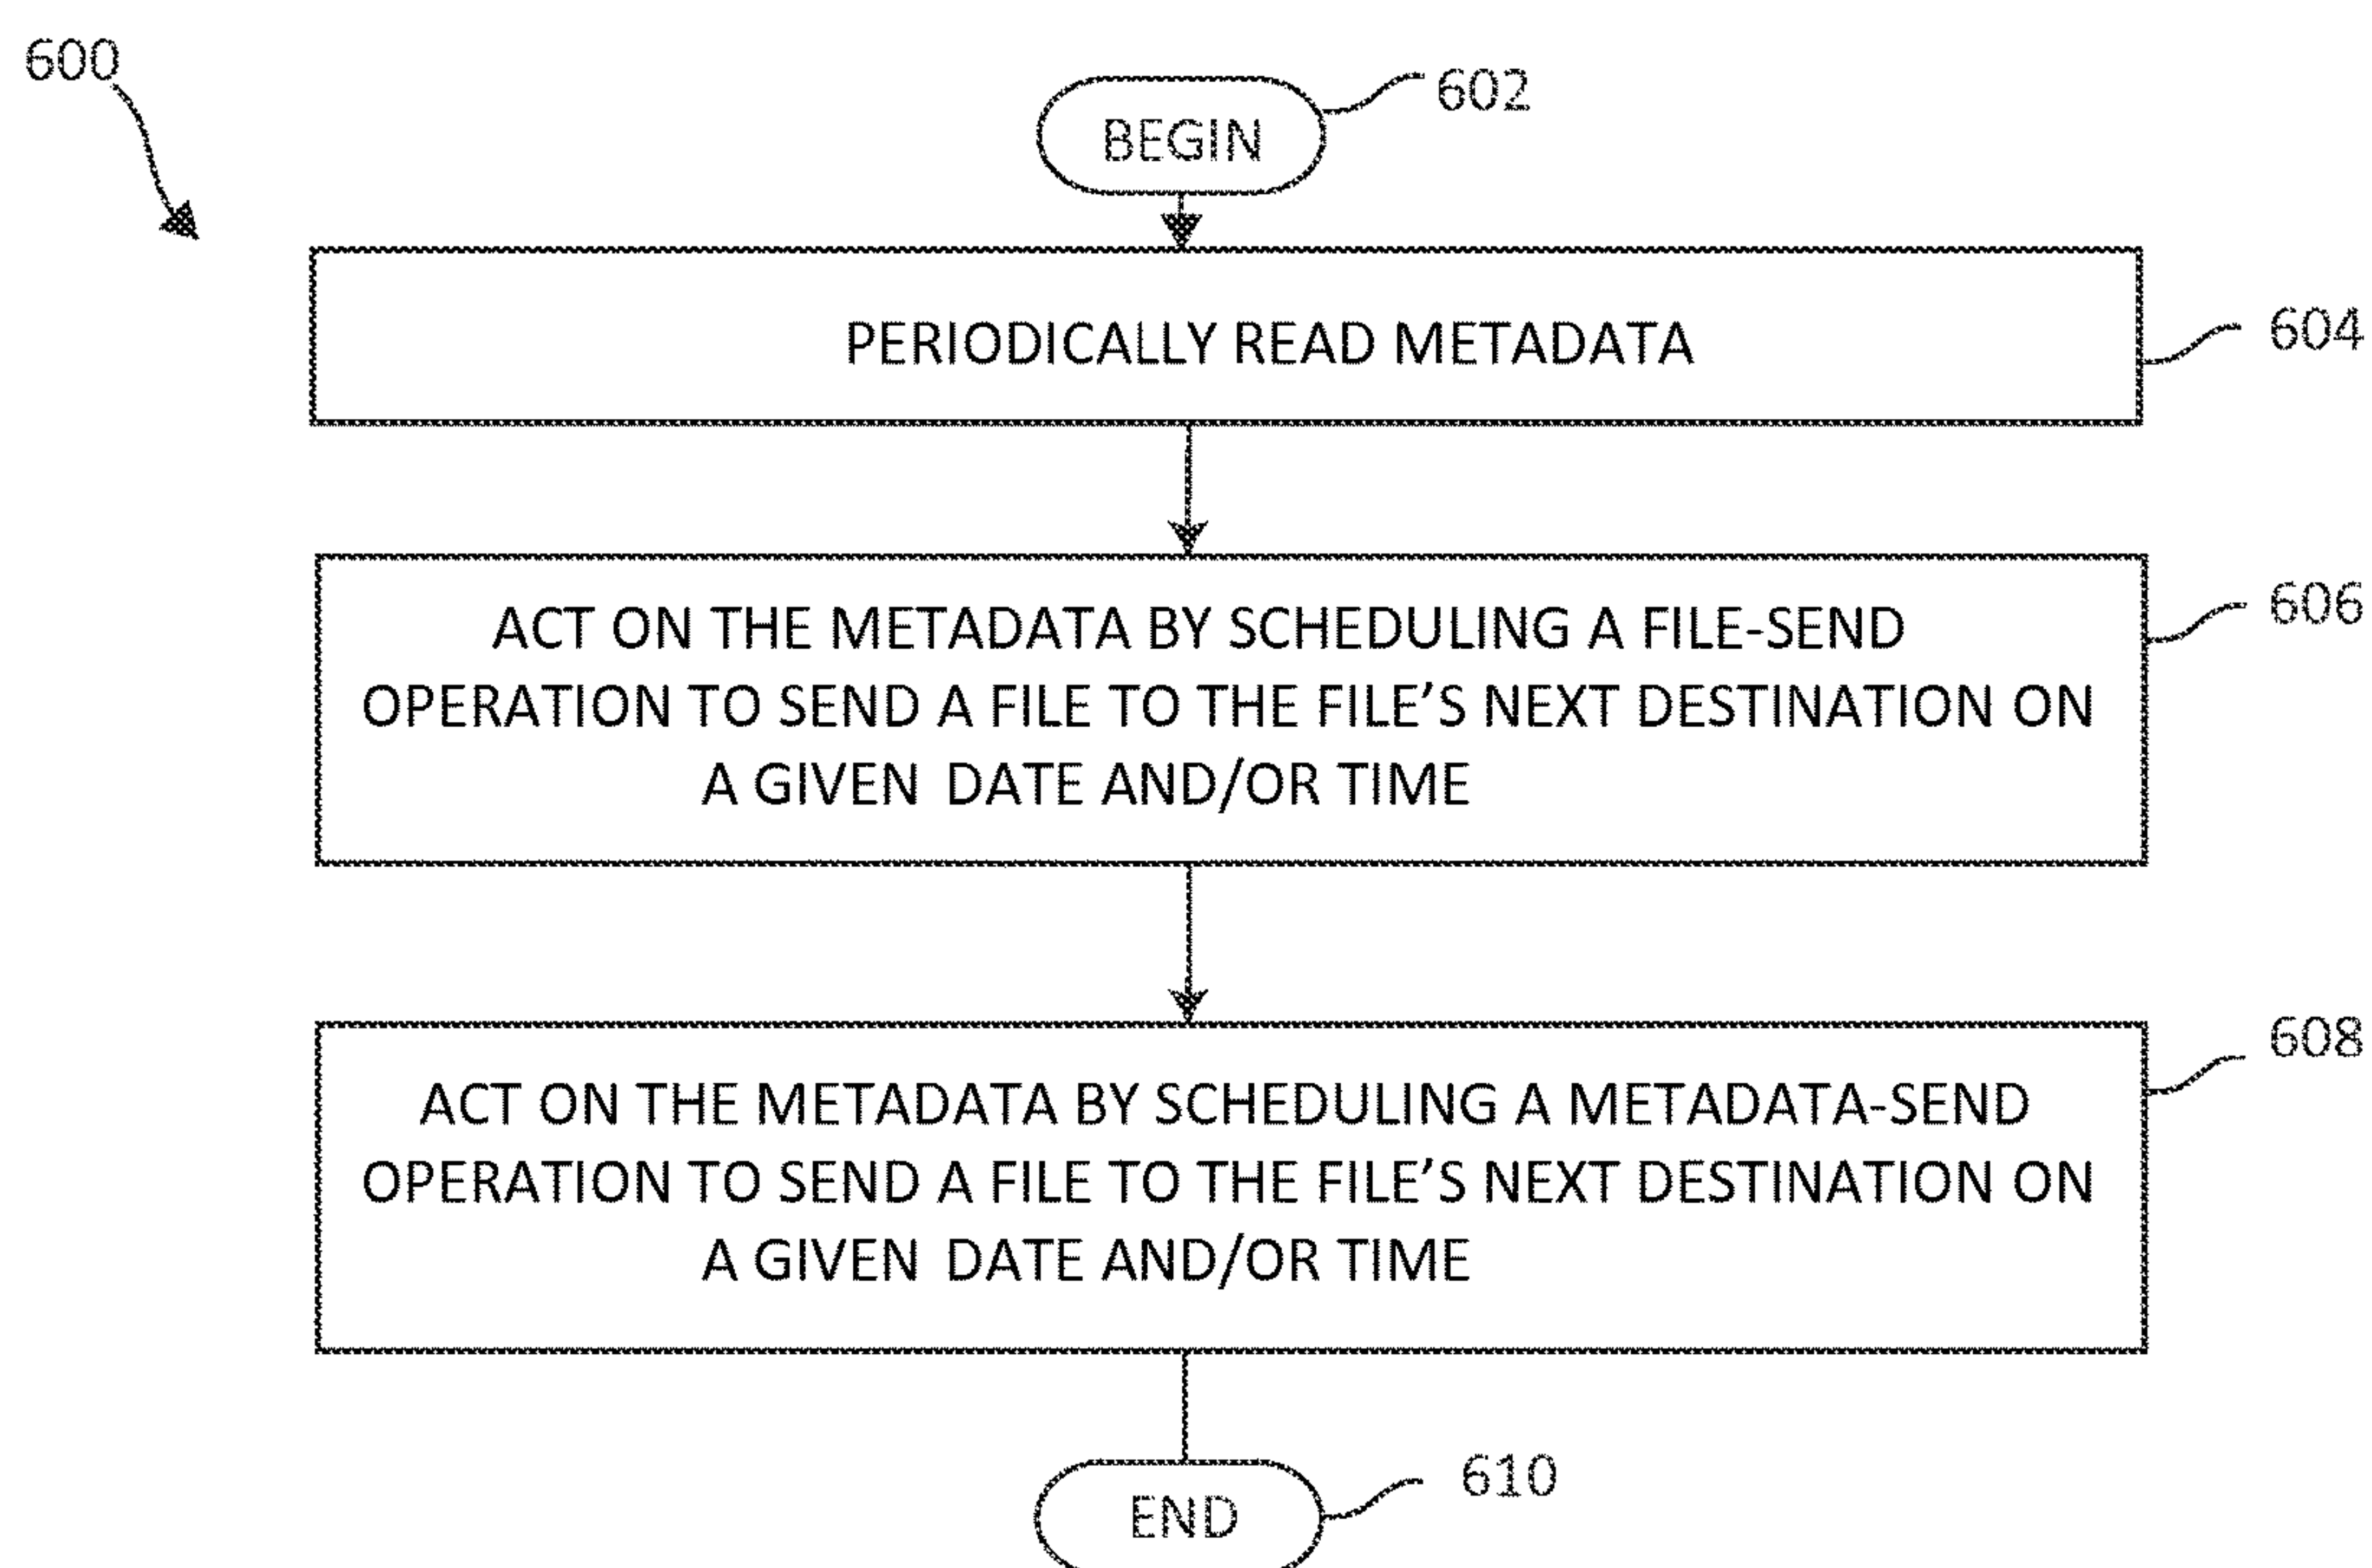 600
602
BEGIN
PERIODICALLY READ METADATA
604
ACT ON THE METADATA BY SCHEDULING A FILE-SEND
OPERATION TO SEND A FILE TO THE FILE’S NEXT DESTINATION ON
A GIVEN DATE AND/OR TIME
606
ACT ON THE METADATA BY SCHEDULING A METADATA-SEND
OPERATION TO SEND A FILE TO THE FILE’S NEXT DESTINATION ON
A GIVEN DATE AND/OR TIME
608
610
END